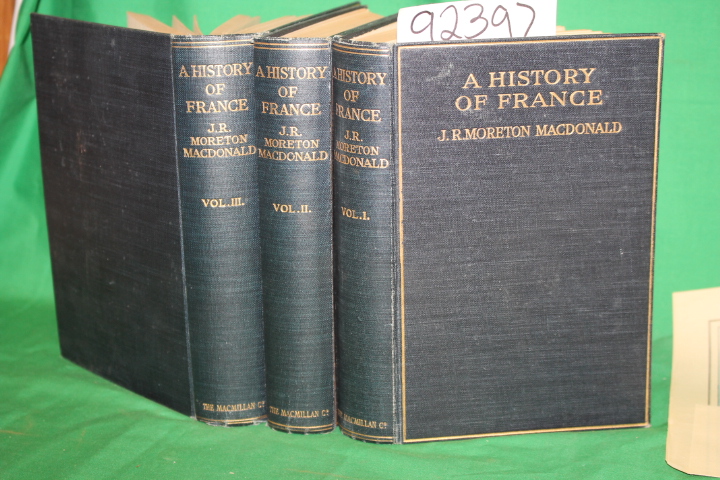 92397
A HISTORY
OF
FRANCE
J.R.
MORETON
MACDONALD
VOL.III.
THE MACMILLAN Co.
A HISTORY
OF
FRANCE
J.R.
MORETON
MACDONALD
VOL.II.
THE MACMILLAN Co.
A HISTORY
OF
FRANCE
J.R.
MORETON
MACDONALD
VOL.I.
THE MACMILLAN Co.
A HISTORY
OF FRANCE
J.R.MORETON MACDONALD